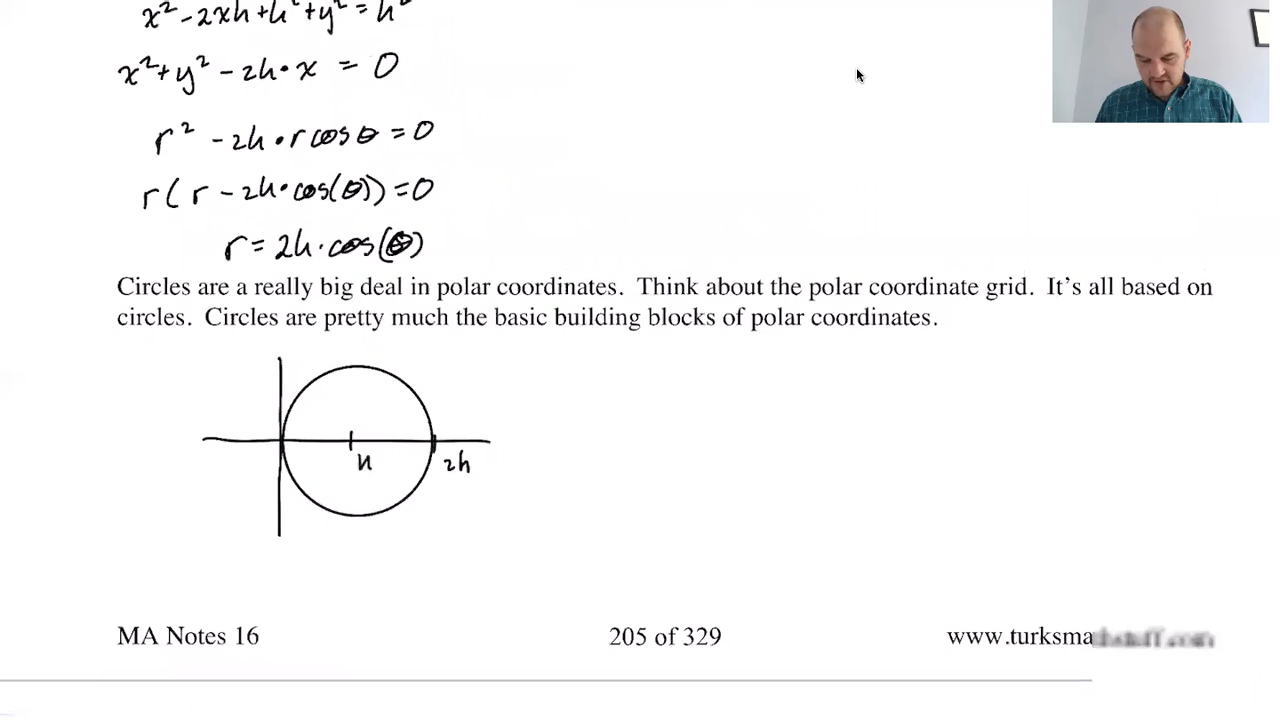 x² - 2xh + h² + y² = h²
x² + y² - 2h • x = 0
r² - 2h • r cos θ = 0
r ( r - 2h • cos(θ)) = 0
r = 2h • cos(θ)
Circles are a really big deal in polar coordinates. Think about the polar coordinate grid. It's all based on
circles. Circles are pretty much the basic building blocks of polar coordinates.
h 2h
MA Notes 16 205 of 329